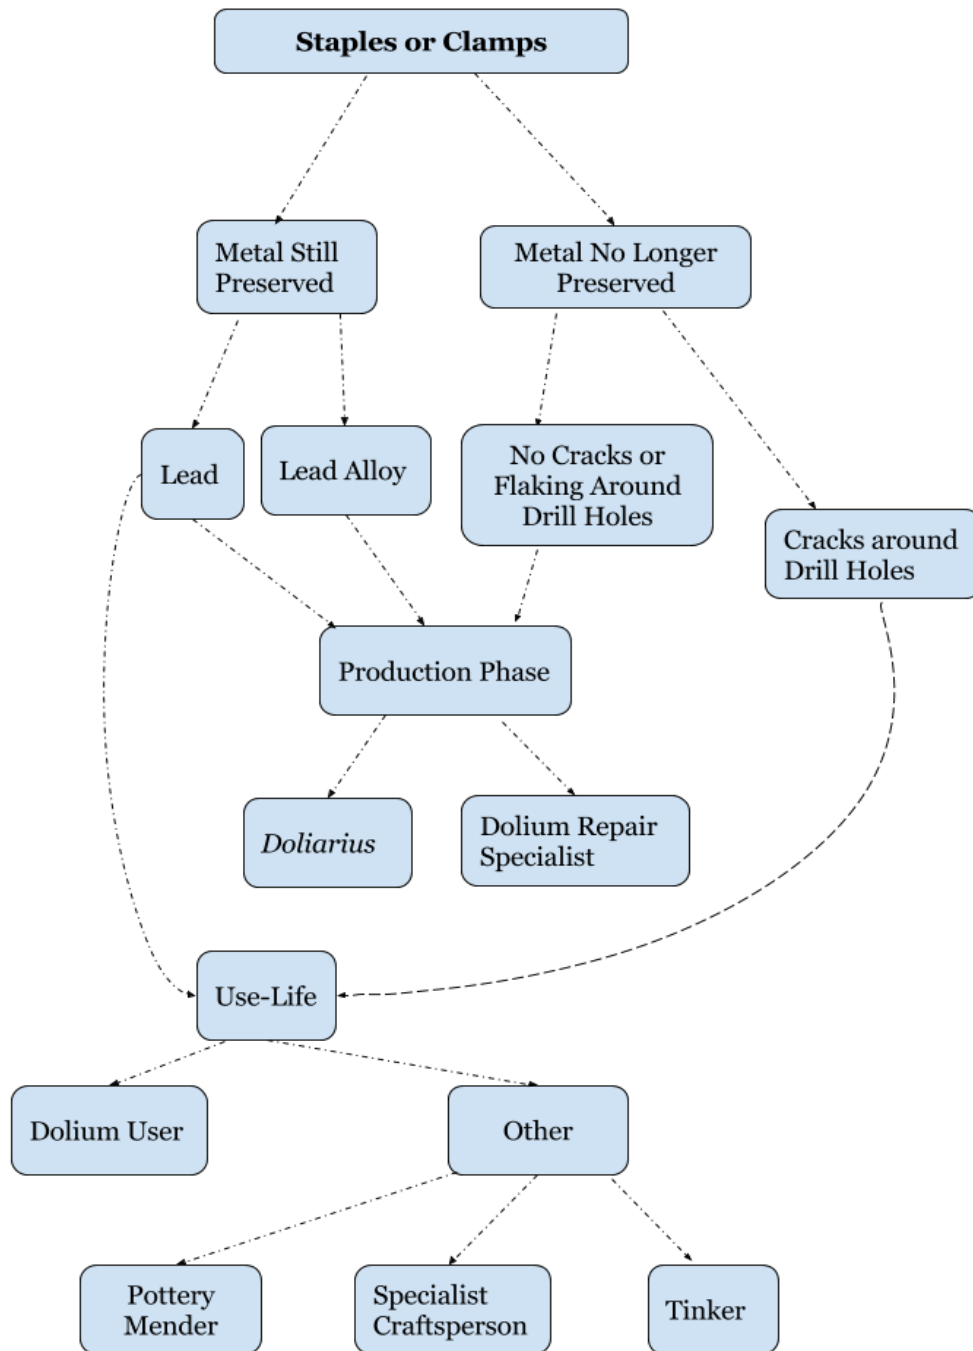 Staples or Clamps
Metal Still
Preserved
Metal No Longer
Preserved
Lead
Lead Alloy
No Cracks or
Flaking Around
Drill Holes
Cracks around
Drill Holes
Production Phase
Doliarius
Dolium Repair
Specialist
Use-Life
Dolium User
Other
Pottery
Mender
Specialist
Craftsperson
Tinker